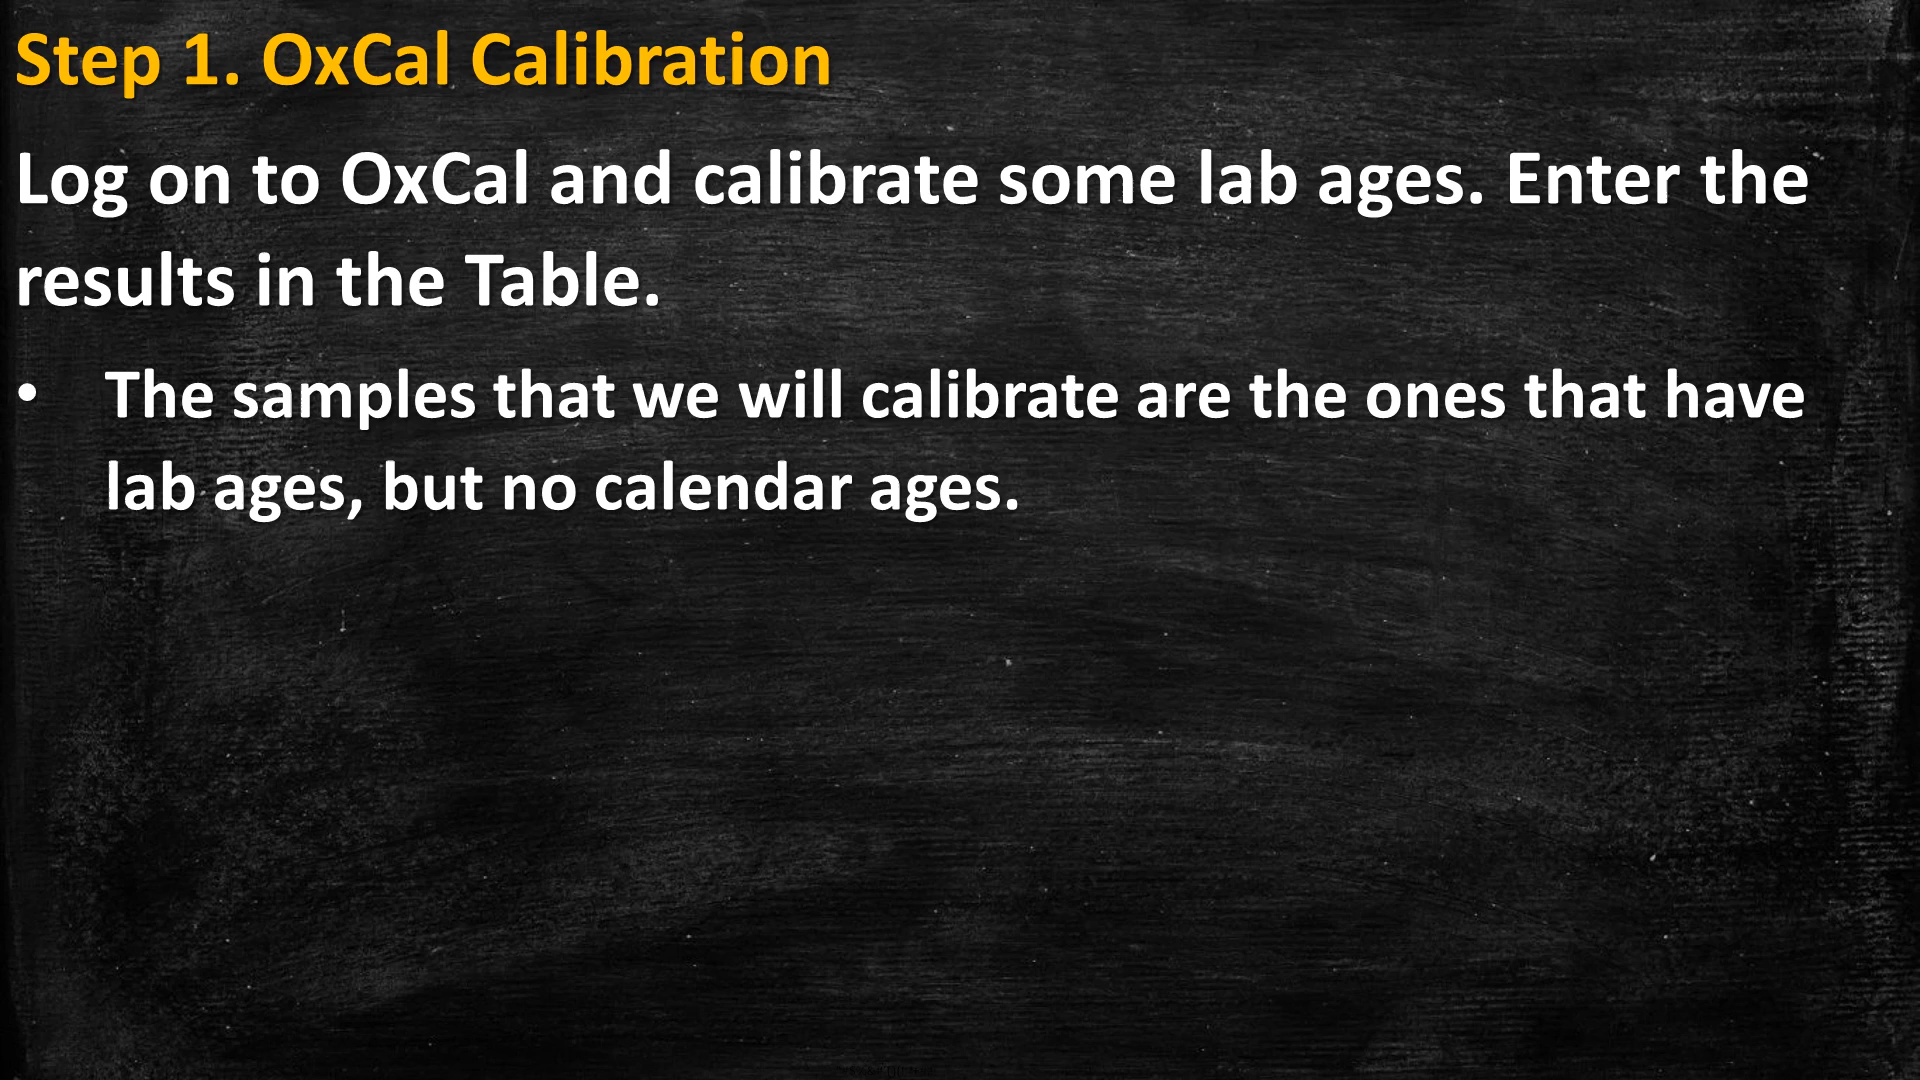 Step 1. OxCal Calibration
Log on to OxCal and calibrate some lab ages. Enter the
results in the Table.
• The samples that we will calibrate are the ones that have
lab ages, but no calendar ages.